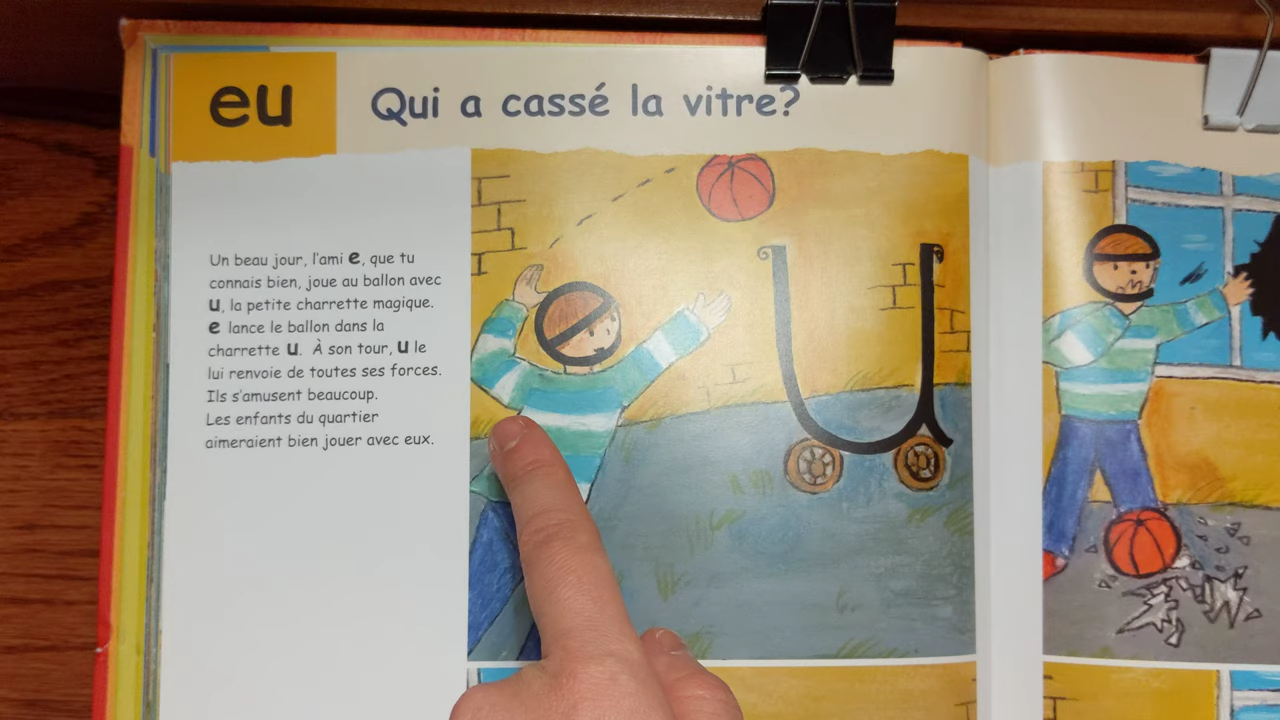 eu
Qui a cassé la vitre?
Un beau jour, l'ami e, que tu
connais bien, joue au ballon avec
u, la petite charrette magique.
e lance le ballon dans la
charrette u. À son tour, u le
lui renvoie de toutes ses forces.
Ils s'amusent beaucoup.
Les enfants du quartier
aimeraient bien jouer avec eux.